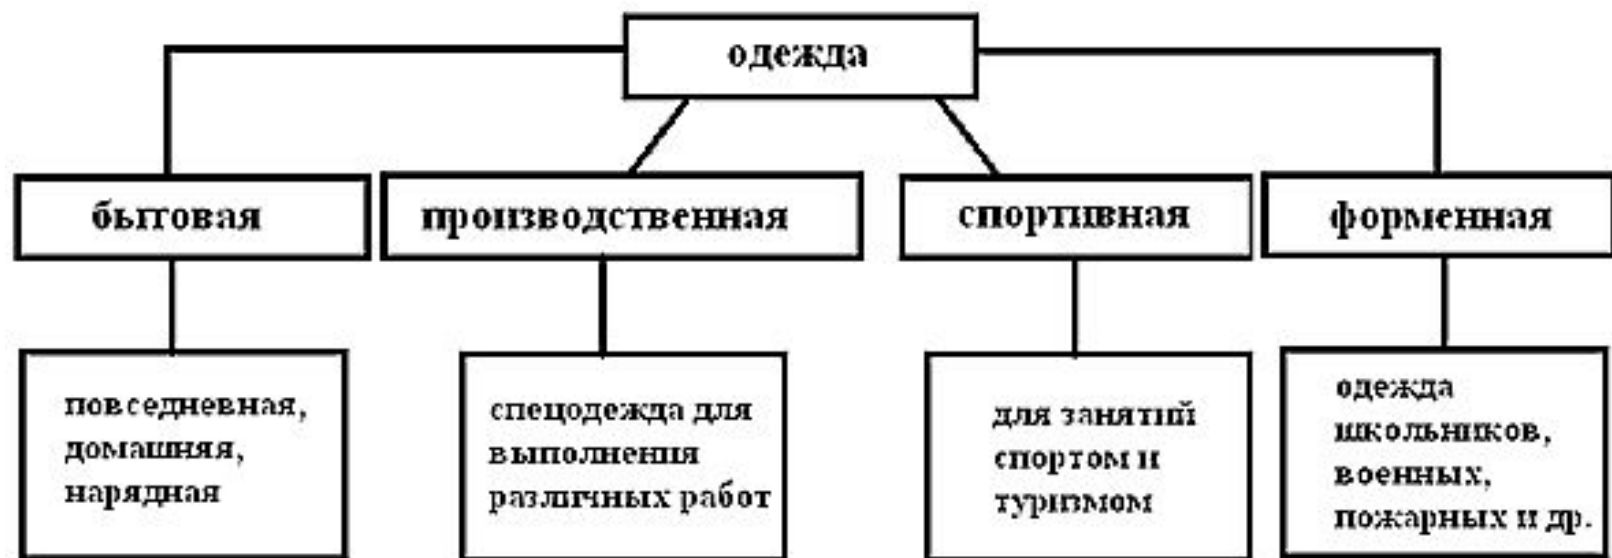 одежда
бытовая
производственная
спортивная
форменная
повседневная,
домашняя,
нарядная
спецодежда для
выполнения
различных работ
для занятий
спортом и
туризмом
одежда
школьников,
военных,
пожарных и др.